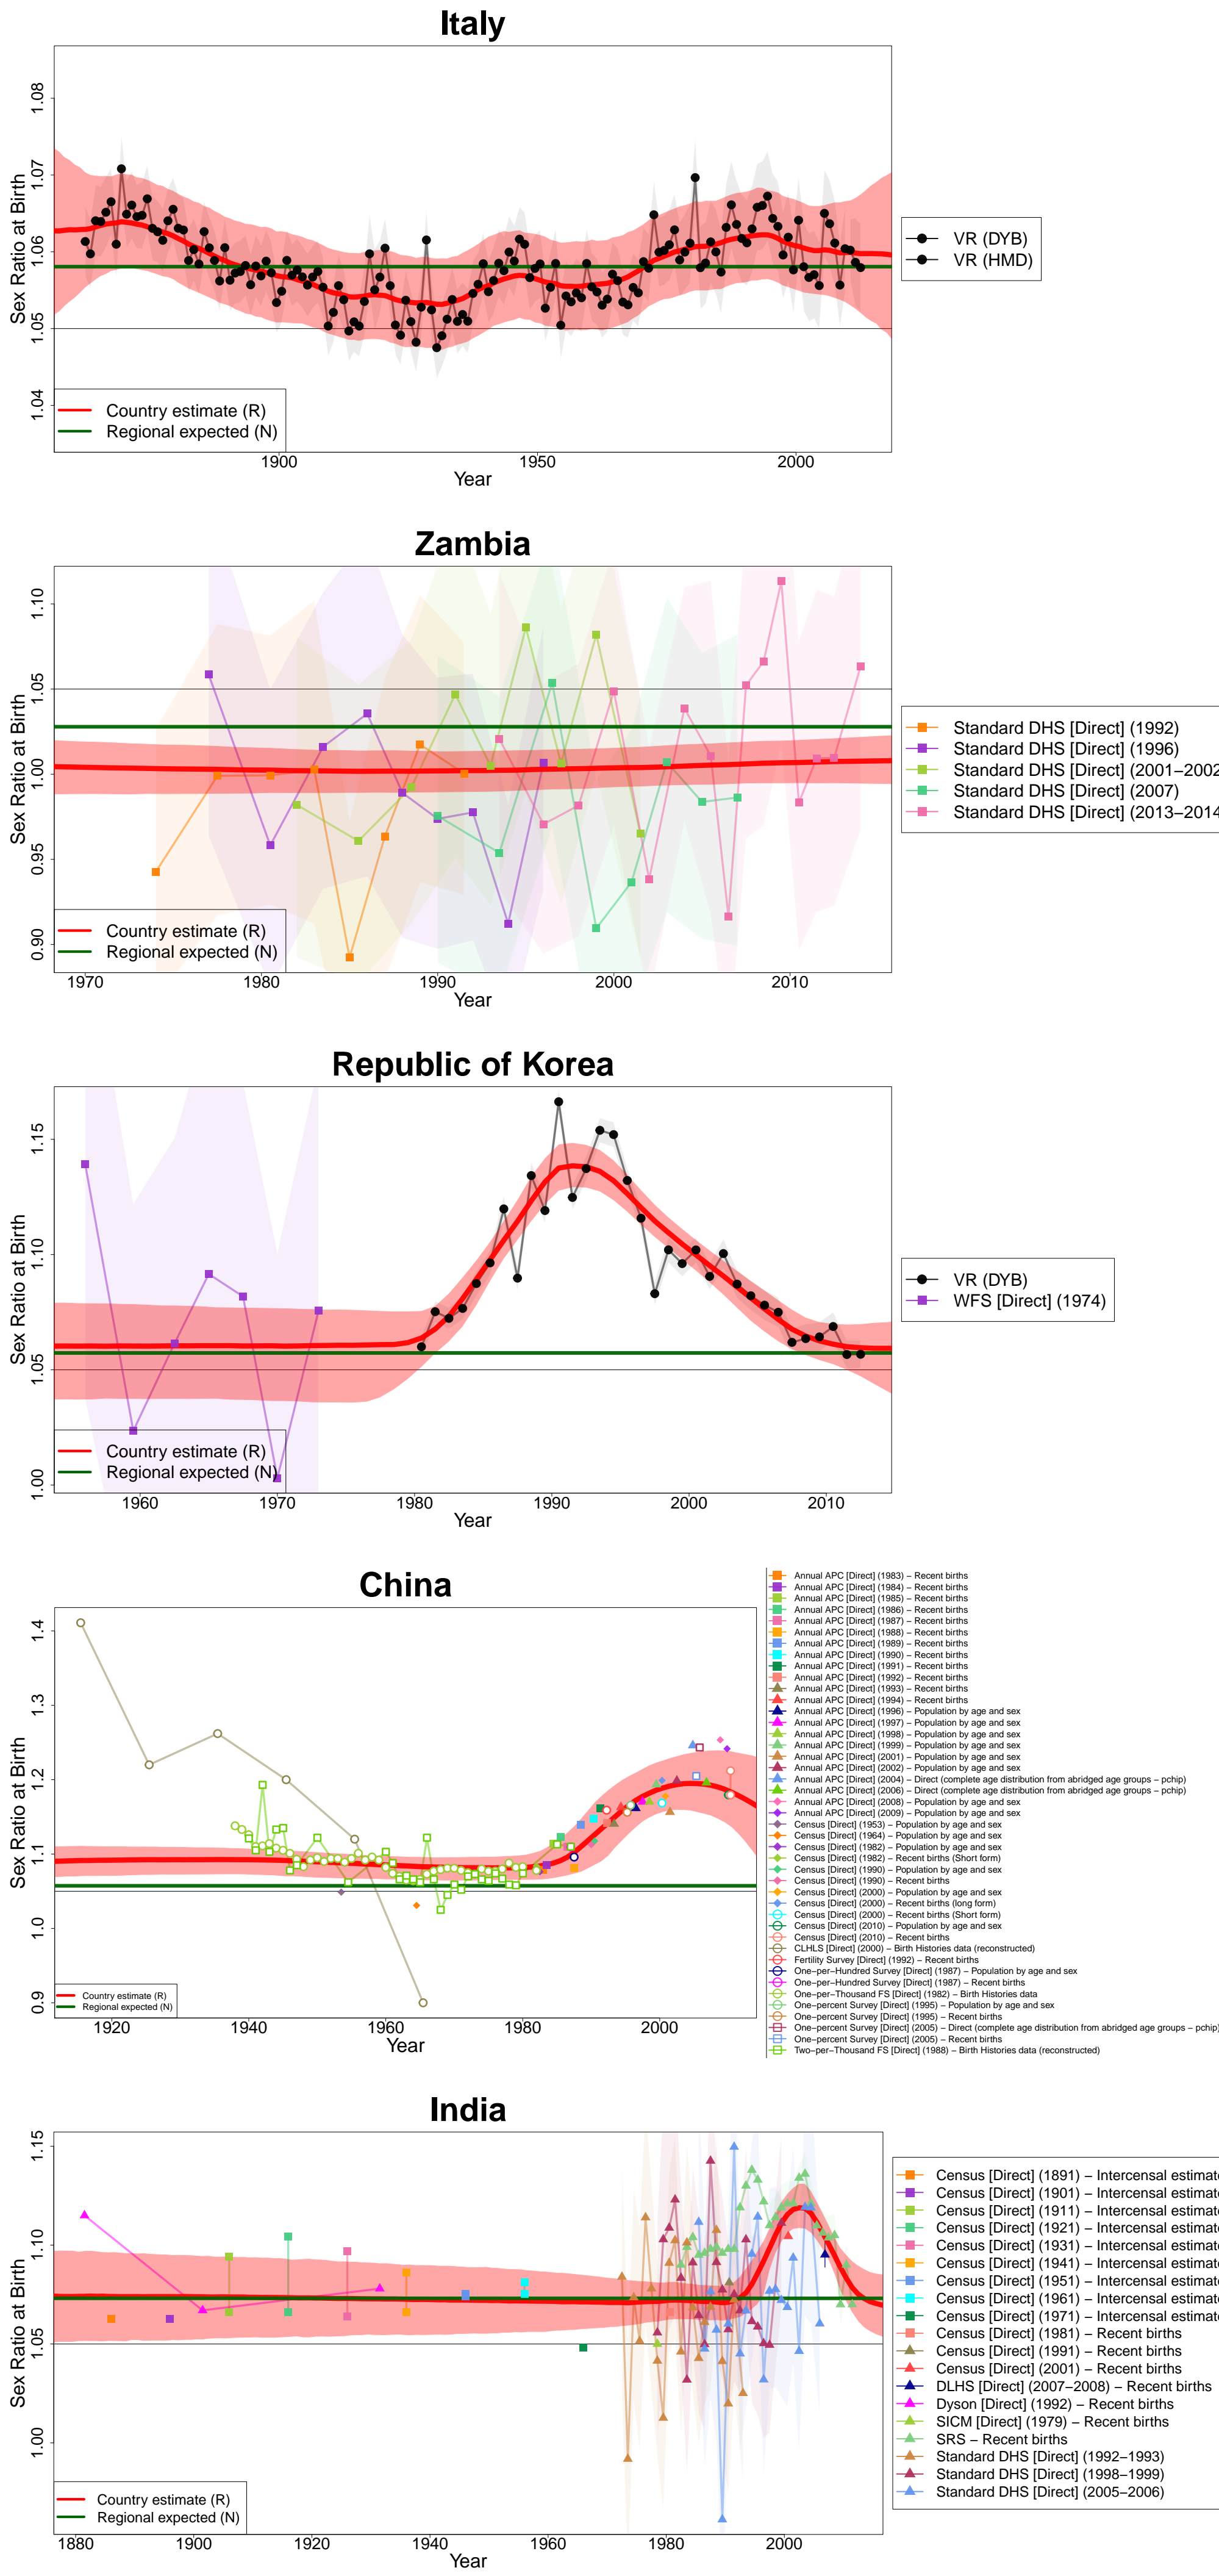 Italy
Sex Ratio at Birth
1.08
1.07
1.06
1.05
1.04
VR (DYB)
VR (HMD)
Country estimate (R)
Regional expected (N)
1900
1950
2000
Year
Zambia
Sex Ratio at Birth
1.10
1.05
1.00
0.95
0.90
Standard DHS [Direct] (1992)
Standard DHS [Direct] (1996)
Standard DHS [Direct] (2001−2002
Standard DHS [Direct] (2007)
Standard DHS [Direct] (2013−2014
Country estimate (R)
Regional expected (N)
1970
1980
1990
2000
2010
Year
Republic of Korea
Sex Ratio at Birth
1.15
1.10
1.05
1.00
VR (DYB)
WFS [Direct] (1974)
Country estimate (R)
Regional expected (N)
1960
1970
1980
1990
2000
2010
Year
China
Sex Ratio at Birth
1.4
1.3
1.2
1.1
1.0
0.9
Annual APC [Direct] (1983) − Recent births
Annual APC [Direct] (1984) − Recent births
Annual APC [Direct] (1985) − Recent births
Annual APC [Direct] (1986) − Recent births
Annual APC [Direct] (1987) − Recent births
Annual APC [Direct] (1988) − Recent births
Annual APC [Direct] (1989) − Recent births
Annual APC [Direct] (1990) − Recent births
Annual APC [Direct] (1991) − Recent births
Annual APC [Direct] (1992) − Recent births
Annual APC [Direct] (1993) − Recent births
Annual APC [Direct] (1994) − Recent births
Annual APC [Direct] (1996) − Population by age and sex
Annual APC [Direct] (1997) − Population by age and sex
Annual APC [Direct] (1998) − Population by age and sex
Annual APC [Direct] (1999) − Population by age and sex
Annual APC [Direct] (2001) − Population by age and sex
Annual APC [Direct] (2002) − Population by age and sex
Annual APC [Direct] (2004) − Direct (complete age distribution from abridged age groups − pchip)
Annual APC [Direct] (2006) − Direct (complete age distribution from abridged age groups − pchip)
Annual APC [Direct] (2008) − Population by age and sex
Annual APC [Direct] (2009) − Population by age and sex
Census [Direct] (1953) − Population by age and sex
Census [Direct] (1964) − Population by age and sex
Census [Direct] (1982) − Population by age and sex
Census [Direct] (1982) − Recent births (Short form)
Census [Direct] (1990) − Population by age and sex
Census [Direct] (1990) − Recent births
Census [Direct] (2000) − Population by age and sex
Census [Direct] (2000) − Recent births (long form)
Census [Direct] (2000) − Recent births (Short form)
Census [Direct] (2010) − Population by age and sex
Census [Direct] (2010) − Recent births
CLHLS [Direct] (2000) − Birth Histories data (reconstructed)
Fertility Survey [Direct] (1992) − Recent births
One−per−Hundred Survey [Direct] (1987) − Population by age and sex
One−per−Hundred Survey [Direct] (1987) − Recent births
One−per−Thousand FS [Direct] (1982) − Birth Histories data
One−percent Survey [Direct] (1995) − Population by age and sex
One−percent Survey [Direct] (1995) − Recent births
One−percent Survey [Direct] (2005) − Direct (complete age distribution from abridged age groups − pchip)
One−percent Survey [Direct] (2005) − Recent births
Two−per−Thousand FS [Direct] (1988) − Birth Histories data (reconstructed)
Country estimate (R)
Regional expected (N)
1920
1940
1960
1980
2000
Year
India
Sex Ratio at Birth
1.15
1.10
1.05
1.00
Census [Direct] (1891) − Intercensal estimate
Census [Direct] (1901) − Intercensal estimate
Census [Direct] (1911) − Intercensal estimate
Census [Direct] (1921) − Intercensal estimate
Census [Direct] (1931) − Intercensal estimate
Census [Direct] (1941) − Intercensal estimate
Census [Direct] (1951) − Intercensal estimate
Census [Direct] (1961) − Intercensal estimate
Census [Direct] (1971) − Intercensal estimate
Census [Direct] (1981) − Recent births
Census [Direct] (1991) − Recent births
Census [Direct] (2001) − Recent births
DLHS [Direct] (2007−2008) − Recent births
Dyson [Direct] (1992) − Recent births
SICM [Direct] (1979) − Recent births
SRS − Recent births
Standard DHS [Direct] (1992−1993)
Standard DHS [Direct] (1998−1999)
Standard DHS [Direct] (2005−2006)
Country estimate (R)
Regional expected (N)
1880
1900
1920
1940
1960
1980
2000
Year